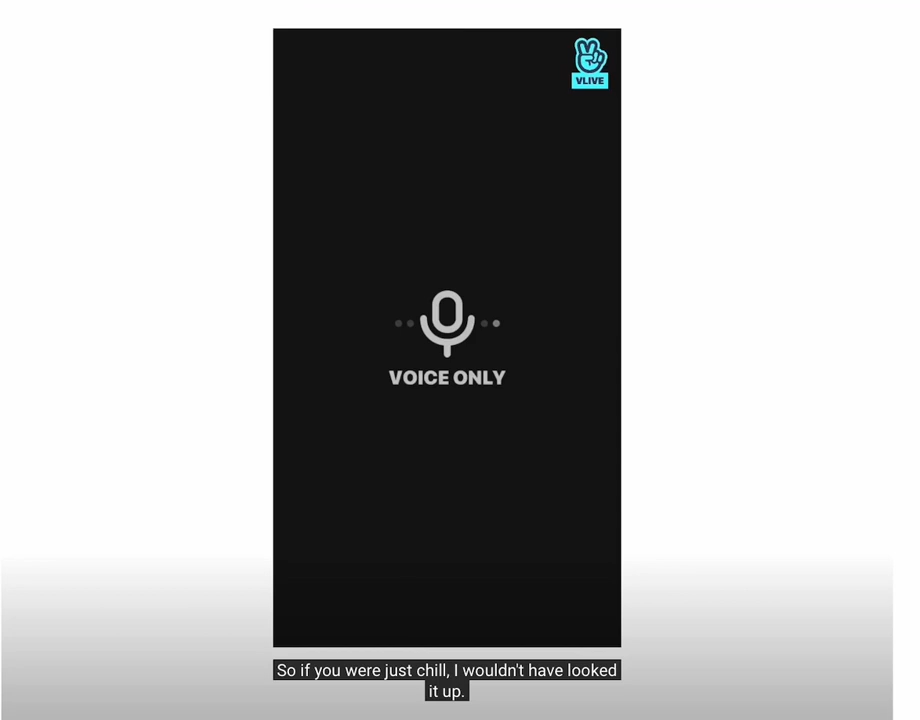 VLIVE
VOICE ONLY
So if you were just chill, I wouldn't have looked
it up.